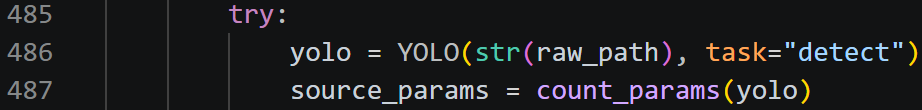 485 try:
486 yolo = YOLO(str(raw_path), task="detect")
487 source_params = count_params(yolo)